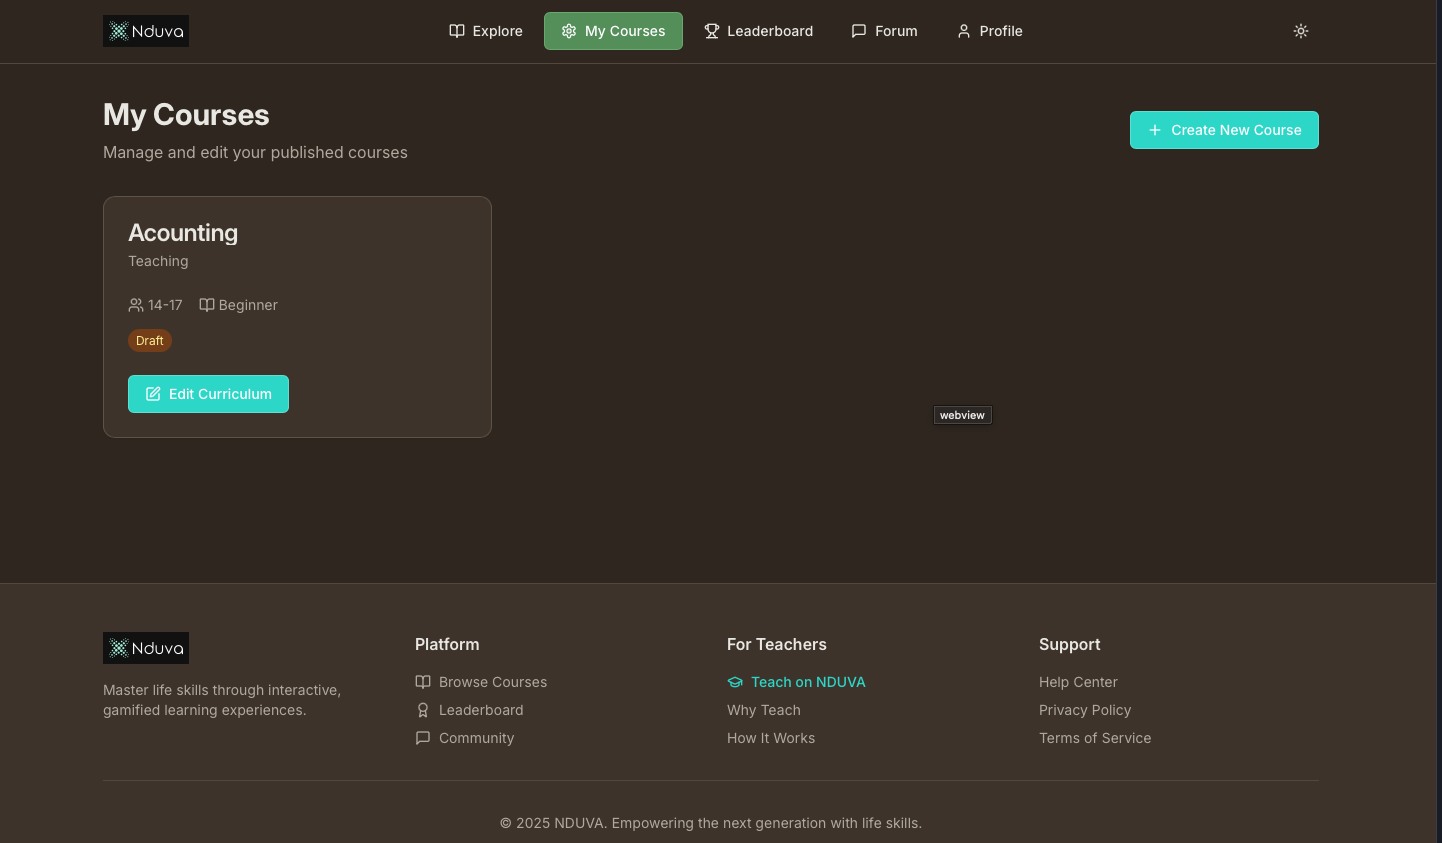 Nduva
Explore
My Courses
Leaderboard
Forum
Profile
My Courses
Manage and edit your published courses
Create New Course
Acounting
Teaching
14-17
Beginner
Draft
Edit Curriculum
webview
Nduva
Master life skills through interactive,
gamified learning experiences.
Platform
Browse Courses
Leaderboard
Community
For Teachers
Teach on NDUVA
Why Teach
How It Works
Support
Help Center
Privacy Policy
Terms of Service
© 2025 NDUVA. Empowering the next generation with life skills.